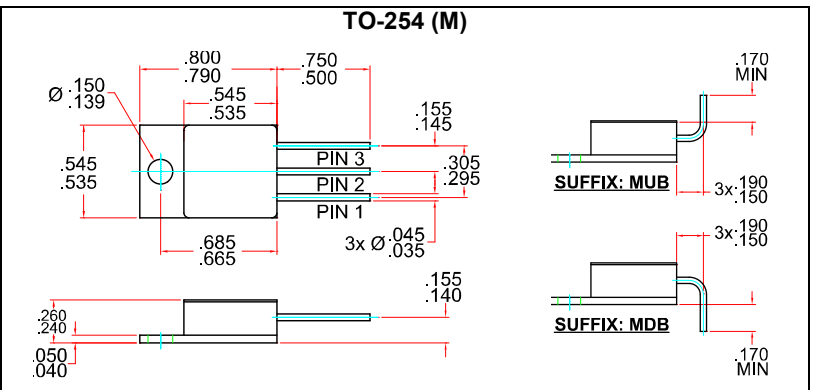 TO-254 (M)
.800
.790
.750
.500
Ø .150
.139
.545
.535
.155
.145
.545
.535
PIN 3
PIN 2
PIN 1
.305
.295
.685
.665
3x Ø .045
.035
.260
.240
.050
.040
.155
.140
.170
MIN
SUFFIX: MUB
3x .190
.150
3x .190
.150
SUFFIX: MDB
.170
MIN